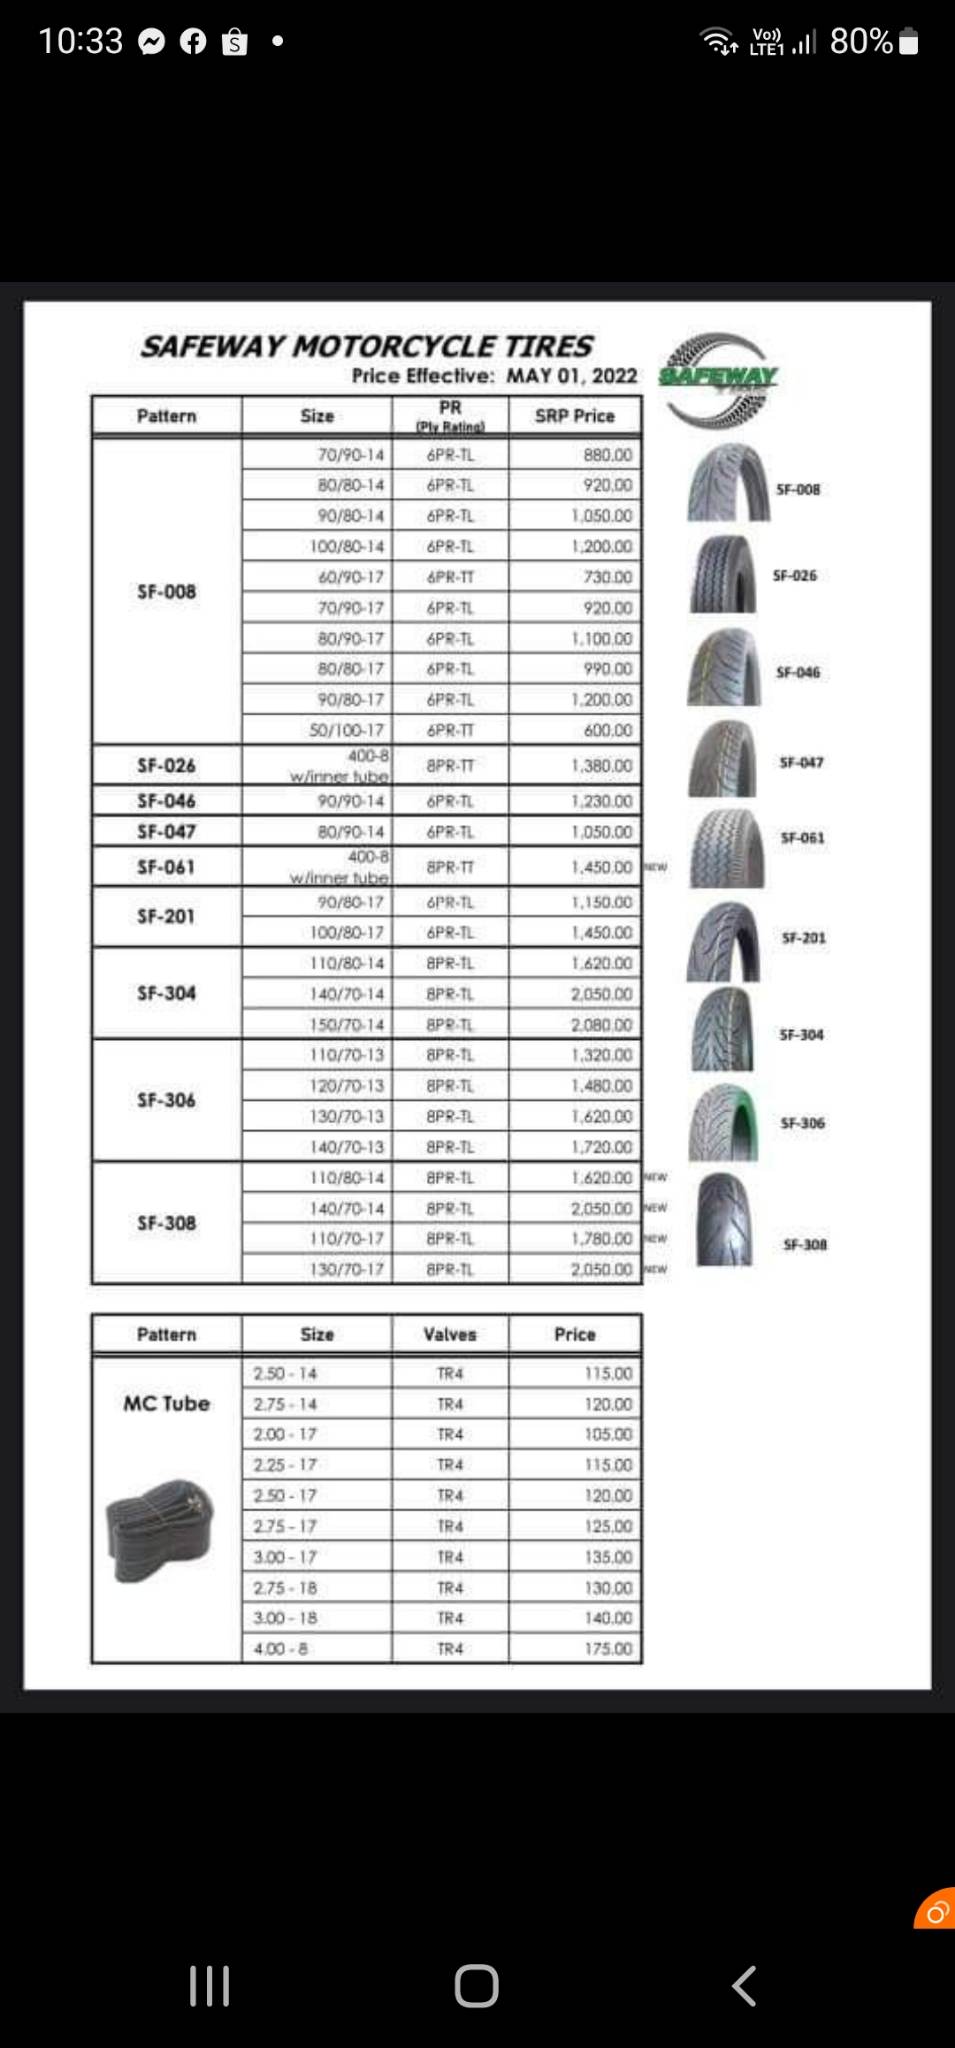 10:33
Vo)) LTE1 80%
SAFEWAY MOTORCYCLE TIRES
Price Effective: MAY 01, 2022
SAFEWAY
TIRE
Pattern Size PR (Ply Rating) SRP Price
SF-008
70/90-14 6PR-TL 880.00
80/80-14 6PR-TL 920.00
90/80-14 6PR-TL 1,050.00
100/80-14 6PR-TL 1,200.00
60/90-17 6PR-TT 730.00
70/90-17 6PR-TL 920.00
80/90-17 6PR-TL 1,100.00
80/80-17 6PR-TL 990.00
90/80-17 6PR-TL 1,200.00
50/100-17 6PR-TT 600.00
SF-026 400-8 w/inner tube 8PR-TT 1,380.00
SF-046 90/90-14 6PR-TL 1,230.00
SF-047 80/90-14 6PR-TL 1,050.00
SF-061 400-8 w/inner tube 8PR-TT 1,450.00 NEW
SF-201
90/80-17 6PR-TL 1,150.00
100/80-17 6PR-TL 1,450.00
SF-304
110/80-14 8PR-TL 1,620.00
140/70-14 8PR-TL 2,050.00
150/70-14 8PR-TL 2,080.00
SF-306
110/70-13 8PR-TL 1,320.00
120/70-13 8PR-TL 1,480.00
130/70-13 8PR-TL 1,620.00
140/70-13 8PR-TL 1,720.00
SF-308
110/80-14 8PR-TL 1,620.00 NEW
140/70-14 8PR-TL 2,050.00 NEW
110/70-17 8PR-TL 1,780.00 NEW
130/70-17 8PR-TL 2,050.00 NEW
SF-008
SF-026
SF-046
SF-047
SF-061
SF-201
SF-304
SF-306
SF-308
Pattern Size Valves Price
MC Tube
2.50 - 14 TR4 115.00
2.75 - 14 TR4 120.00
2.00 - 17 TR4 105.00
2.25 - 17 TR4 115.00
2.50 - 17 TR4 120.00
2.75 - 17 TR4 125.00
3.00 - 17 TR4 135.00
2.75 - 18 TR4 130.00
3.00 - 18 TR4 140.00
4.00 - 8 TR4 175.00